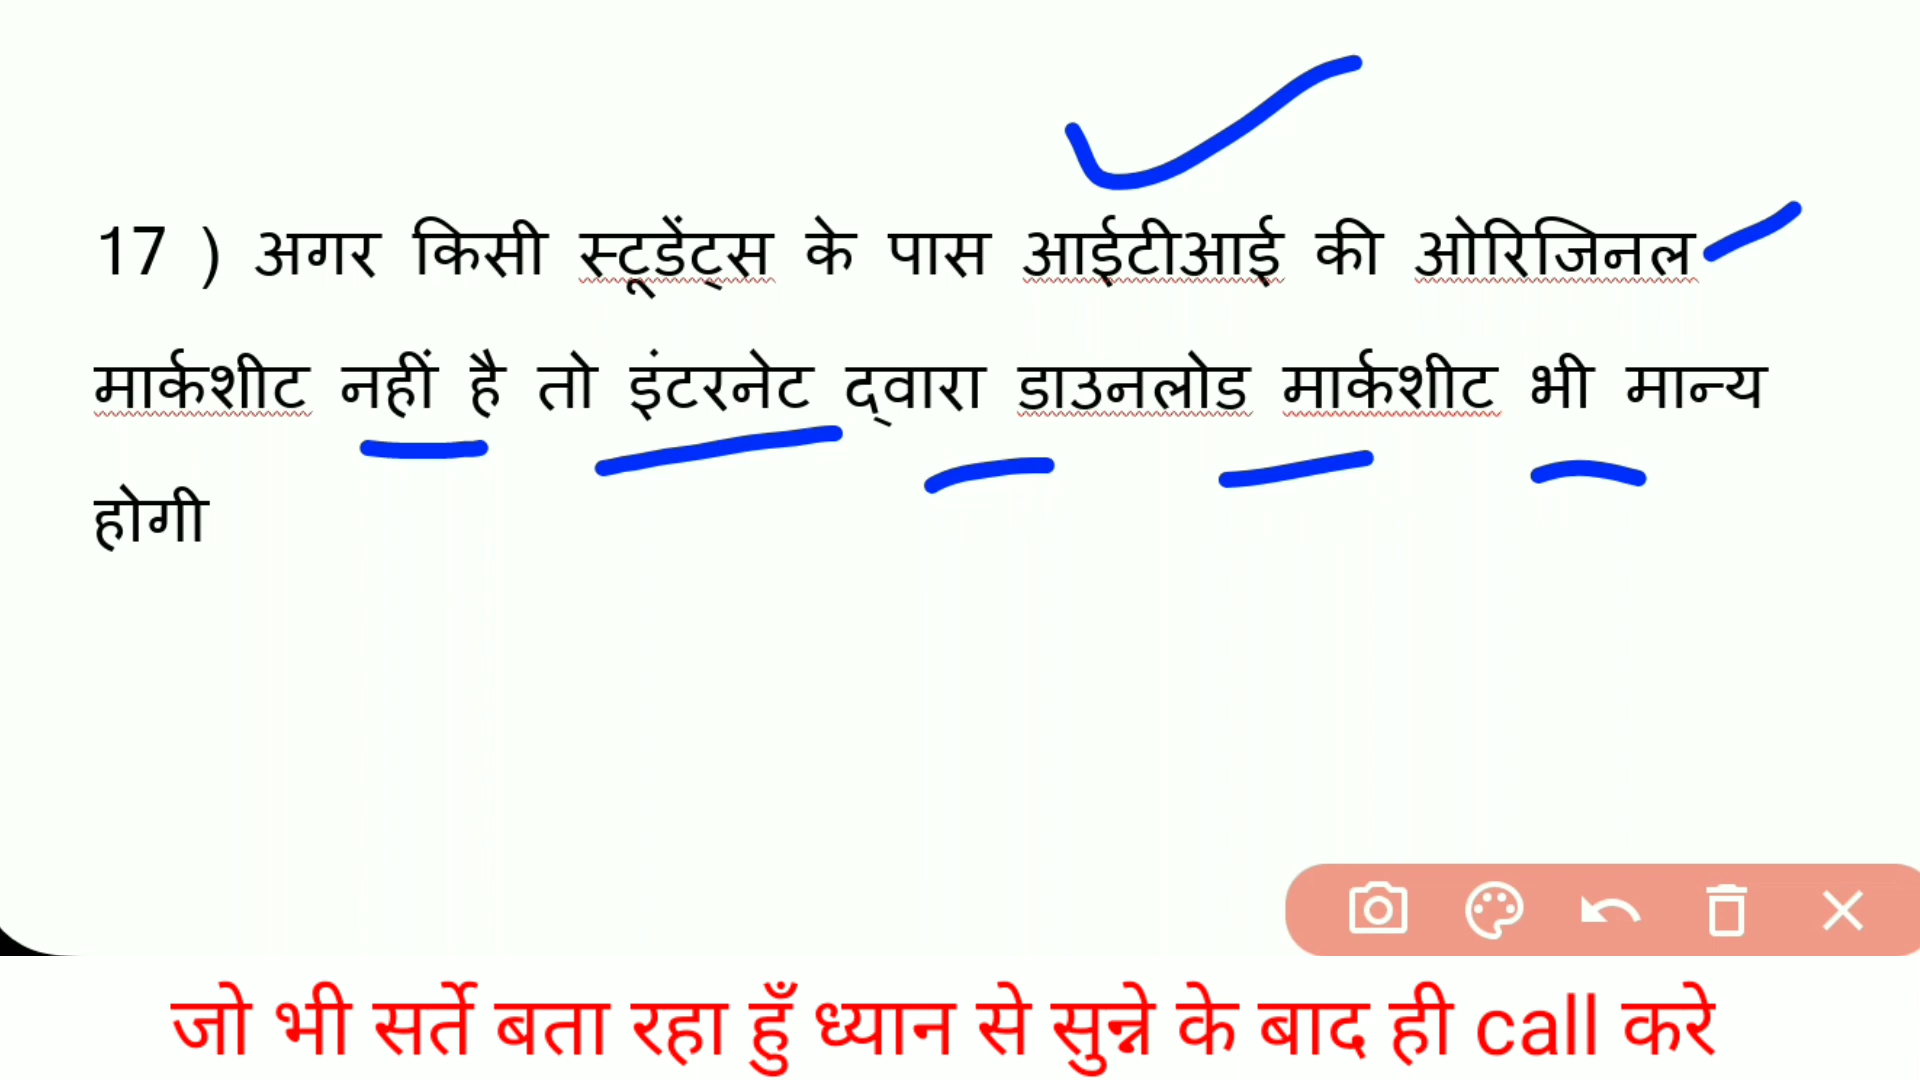 17 ) अगर किसी स्टूडेंट्स के पास आईटीआई की ओरिजिनल
मार्कशीट नहीं है तो इंटरनेट द्वारा डाउनलोड मार्कशीट भी मान्य
होगी
जो भी सर्ते बता रहा हुँ ध्यान से सुन्ने के बाद ही call करे